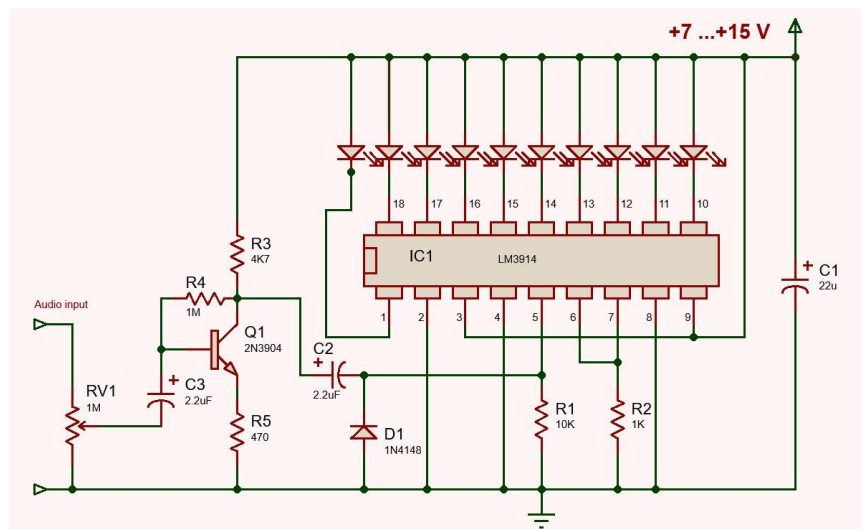 +7 ...+15 V
18 17 16 15 14 13 12 11 10
R3
4K7
IC1 LM3914
C1
22u
R4
1M
Audio input
1 2 3 4 5 6 7 8 9
Q1
2N3904
C2
2.2uF
C3
2.2uF
RV1
1M
R5
470
D1
1N4148
R1
10K
R2
1K